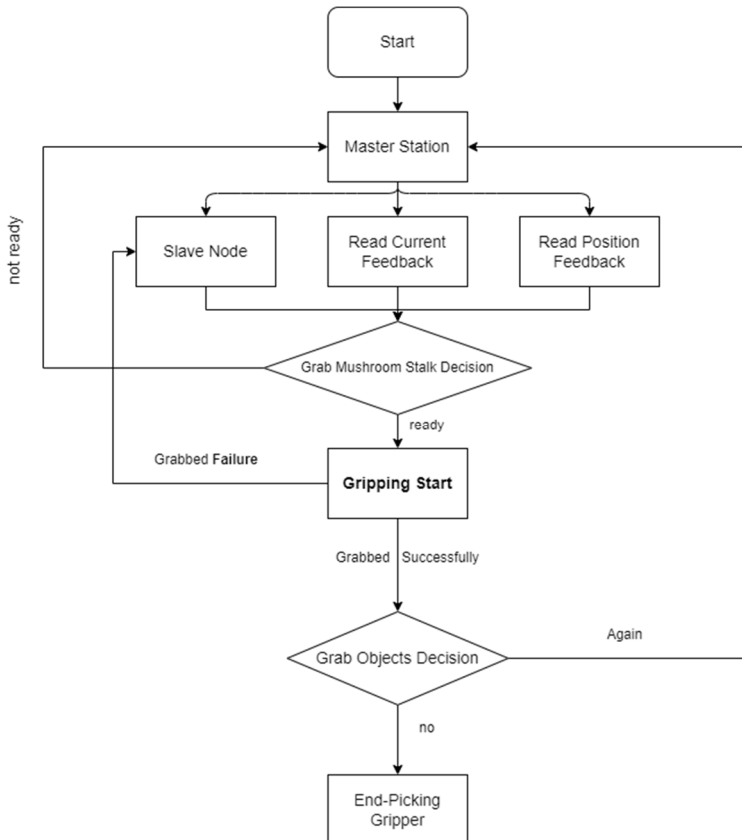 Start
Master Station
not ready
Slave Node
Read Current
Feedback
Read Position
Feedback
Grab Mushroom Stalk Decision
ready
Grabbed Failure
Gripping Start
Grabbed Successfully
Again
Grab Objects Decision
no
End-Picking
Gripper